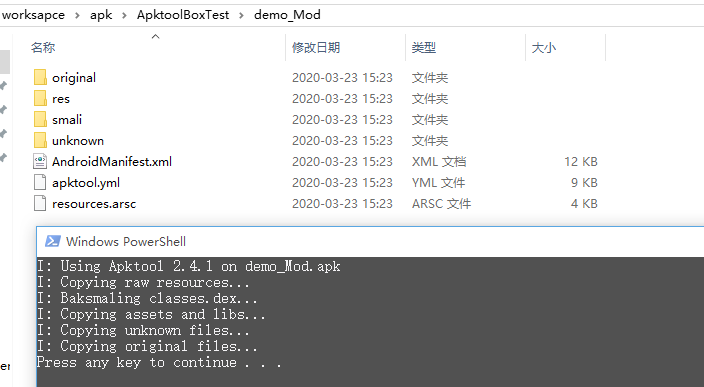 worksapce > apk > ApktoolBoxTest > demo_Mod
名称 修改日期 类型 大小
original 2020-03-23 15:23 文件夹
res 2020-03-23 15:23 文件夹
smali 2020-03-23 15:23 文件夹
unknown 2020-03-23 15:23 文件夹
AndroidManifest.xml 2020-03-23 15:23 XML 文档 12 KB
apktool.yml 2020-03-23 15:23 YML 文件 9 KB
resources.arsc 2020-03-23 15:23 ARSC 文件 4 KB
Windows PowerShell
I: Using Apktool 2.4.1 on demo_Mod.apk
I: Copying raw resources...
I: Baksmaling classes.dex...
I: Copying assets and libs...
I: Copying unknown files...
I: Copying original files...
Press any key to continue . . .